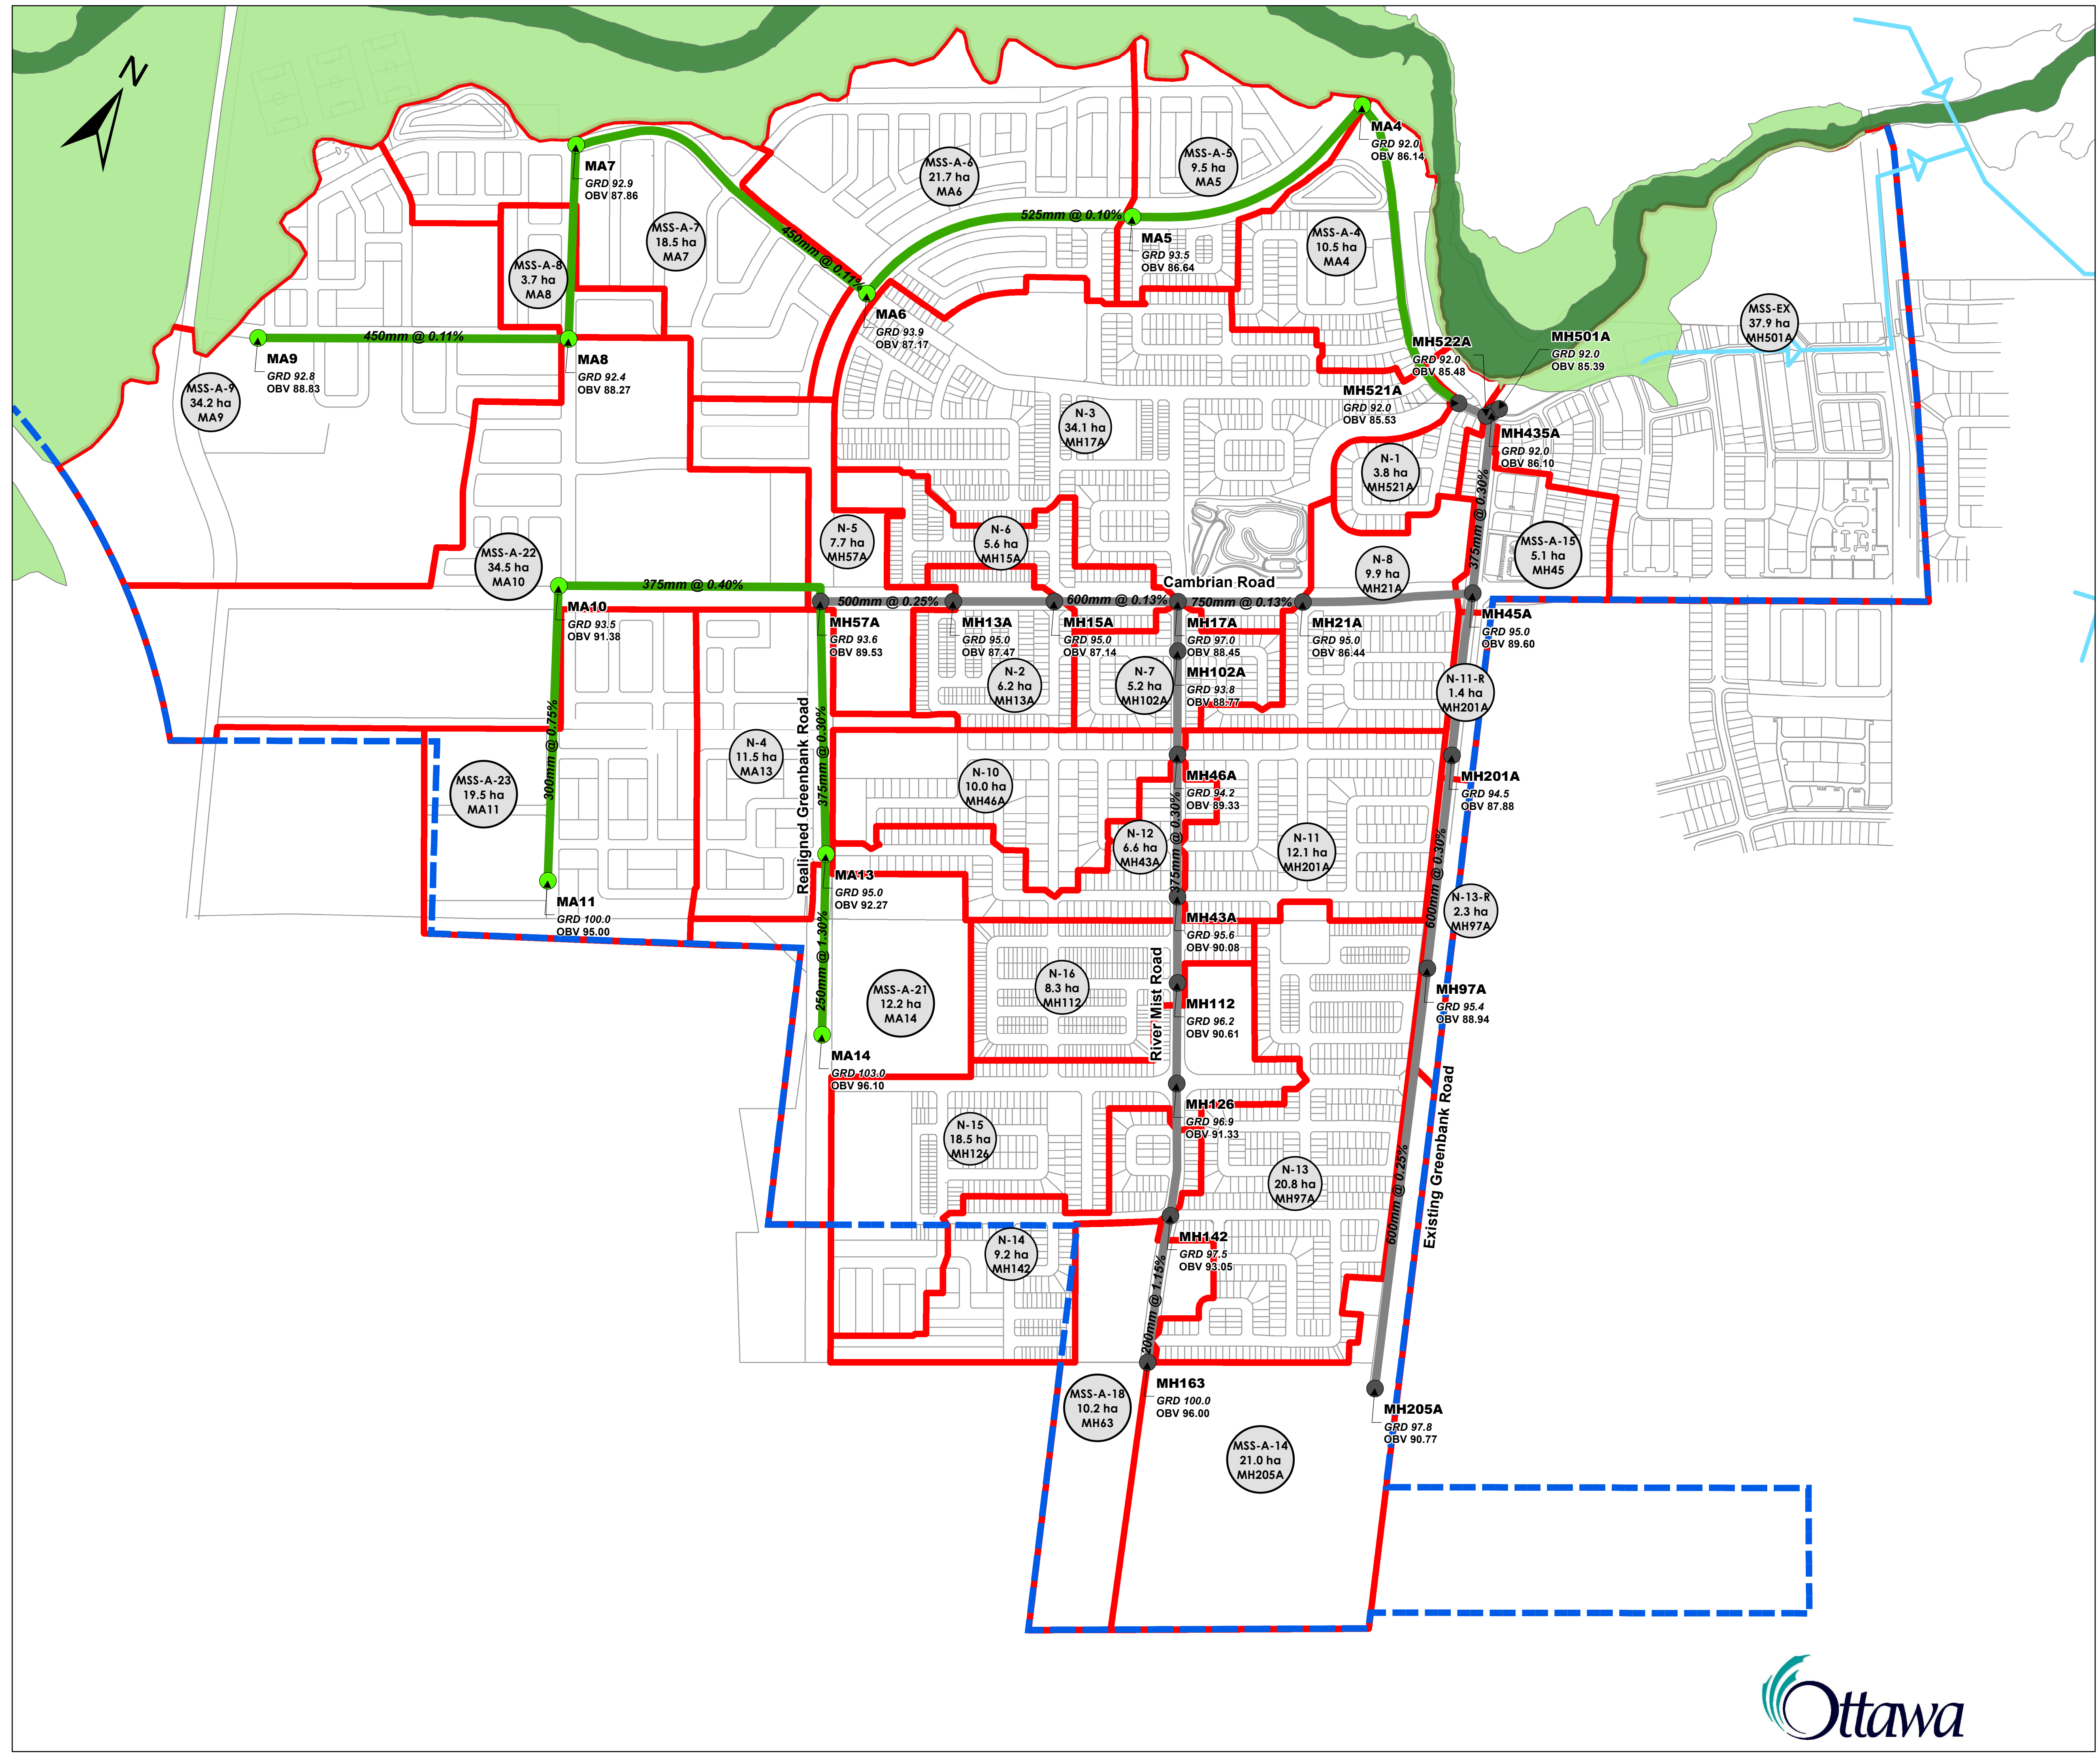 N
MA4
GRD 92.0
OBV 86.14
MA7
GRD 92.9
OBV 87.86
MSS-A-6
21.7 ha
MA6
MSS-A-5
9.5 ha
MA5
MSS-A-7
18.5 ha
MA7
525mm @ 0.10%
450mm @ 0.11%
MA5
GRD 93.5
OBV 86.64
MSS-A-4
10.5 ha
MA4
MSS-A-8
3.7 ha
MA8
MA6
GRD 93.9
OBV 87.17
MSS-EX
37.9 ha
MH501A
450mm @ 0.11%
MA9
GRD 92.8
OBV 88.83
MA8
GRD 92.4
OBV 88.27
MH522A
GRD 92.0
OBV 85.48
MH501A
GRD 92.0
OBV 85.39
MSS-A-9
34.2 ha
MA9
MH521A
GRD 92.0
OBV 85.53
N-3
34.1 ha
MH17A
MH435A
GRD 92.0
OBV 86.10
N-1
3.8 ha
MH521A
375mm @ 0.30%
N-5
7.7 ha
MH57A
N-6
5.6 ha
MH15A
MSS-A-22
34.5 ha
MA10
MSS-A-15
5.1 ha
MH45
N-8
9.9 ha
MH21A
375mm @ 0.40%
Cambrian Road
500mm @ 0.25%
600mm @ 0.13%
750mm @ 0.13%
MA10
GRD 93.5
OBV 91.38
MH57A
GRD 93.6
OBV 89.53
MH13A
GRD 95.0
OBV 87.47
MH15A
GRD 95.0
OBV 87.14
MH17A
GRD 97.0
OBV 88.45
MH21A
GRD 95.0
OBV 86.44
MH45A
GRD 95.0
OBV 89.60
N-2
6.2 ha
MH13A
N-7
5.2 ha
MH102A
MH102A
GRD 93.8
OBV 88.77
N-11-R
1.4 ha
MH201A
300mm @ 0.75%
N-4
11.5 ha
MA13
Realigned Greenbank Road
375mm @ 0.30%
MSS-A-23
19.5 ha
MA11
N-10
10.0 ha
MH46A
MH46A
GRD 94.2
OBV 89.33
MH201A
GRD 94.5
OBV 87.88
375mm @ 0.30%
N-12
6.6 ha
MH43A
N-11
12.1 ha
MH201A
600mm @ 0.30%
MA13
GRD 95.0
OBV 92.27
MA11
GRD 100.0
OBV 95.00
N-13-R
2.3 ha
MH97A
MH43A
GRD 95.6
OBV 90.08
250mm @ 1.30%
MSS-A-21
12.2 ha
MA14
N-16
8.3 ha
MH112
River Mist Road
MH112
GRD 96.2
OBV 90.61
MH97A
GRD 95.4
OBV 88.94
MA14
GRD 103.0
OBV 96.10
MH126
GRD 96.9
OBV 91.33
N-15
18.5 ha
MH126
N-13
20.8 ha
MH97A
600mm @ 0.25%
Existing Greenbank Road
N-14
9.2 ha
MH142
MH142
GRD 97.5
OBV 93.05
200mm @ 1.15%
MH163
GRD 100.0
OBV 96.00
MSS-A-18
10.2 ha
MH63
MH205A
GRD 97.8
OBV 90.77
MSS-A-14
21.0 ha
MH205A
Ottawa